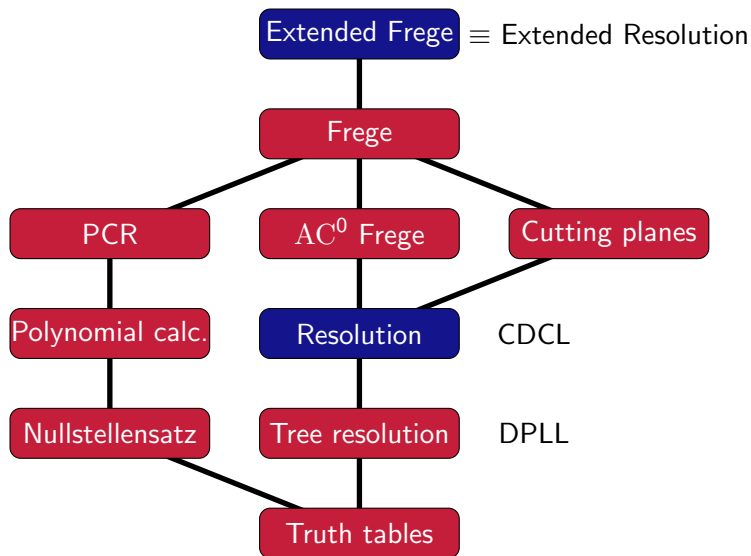 Extended Frege ≡ Extended Resolution
Frege
PCR
AC⁰ Frege
Cutting planes
Polynomial calc.
Resolution
CDCL
Nullstellensatz
Tree resolution
DPLL
Truth tables